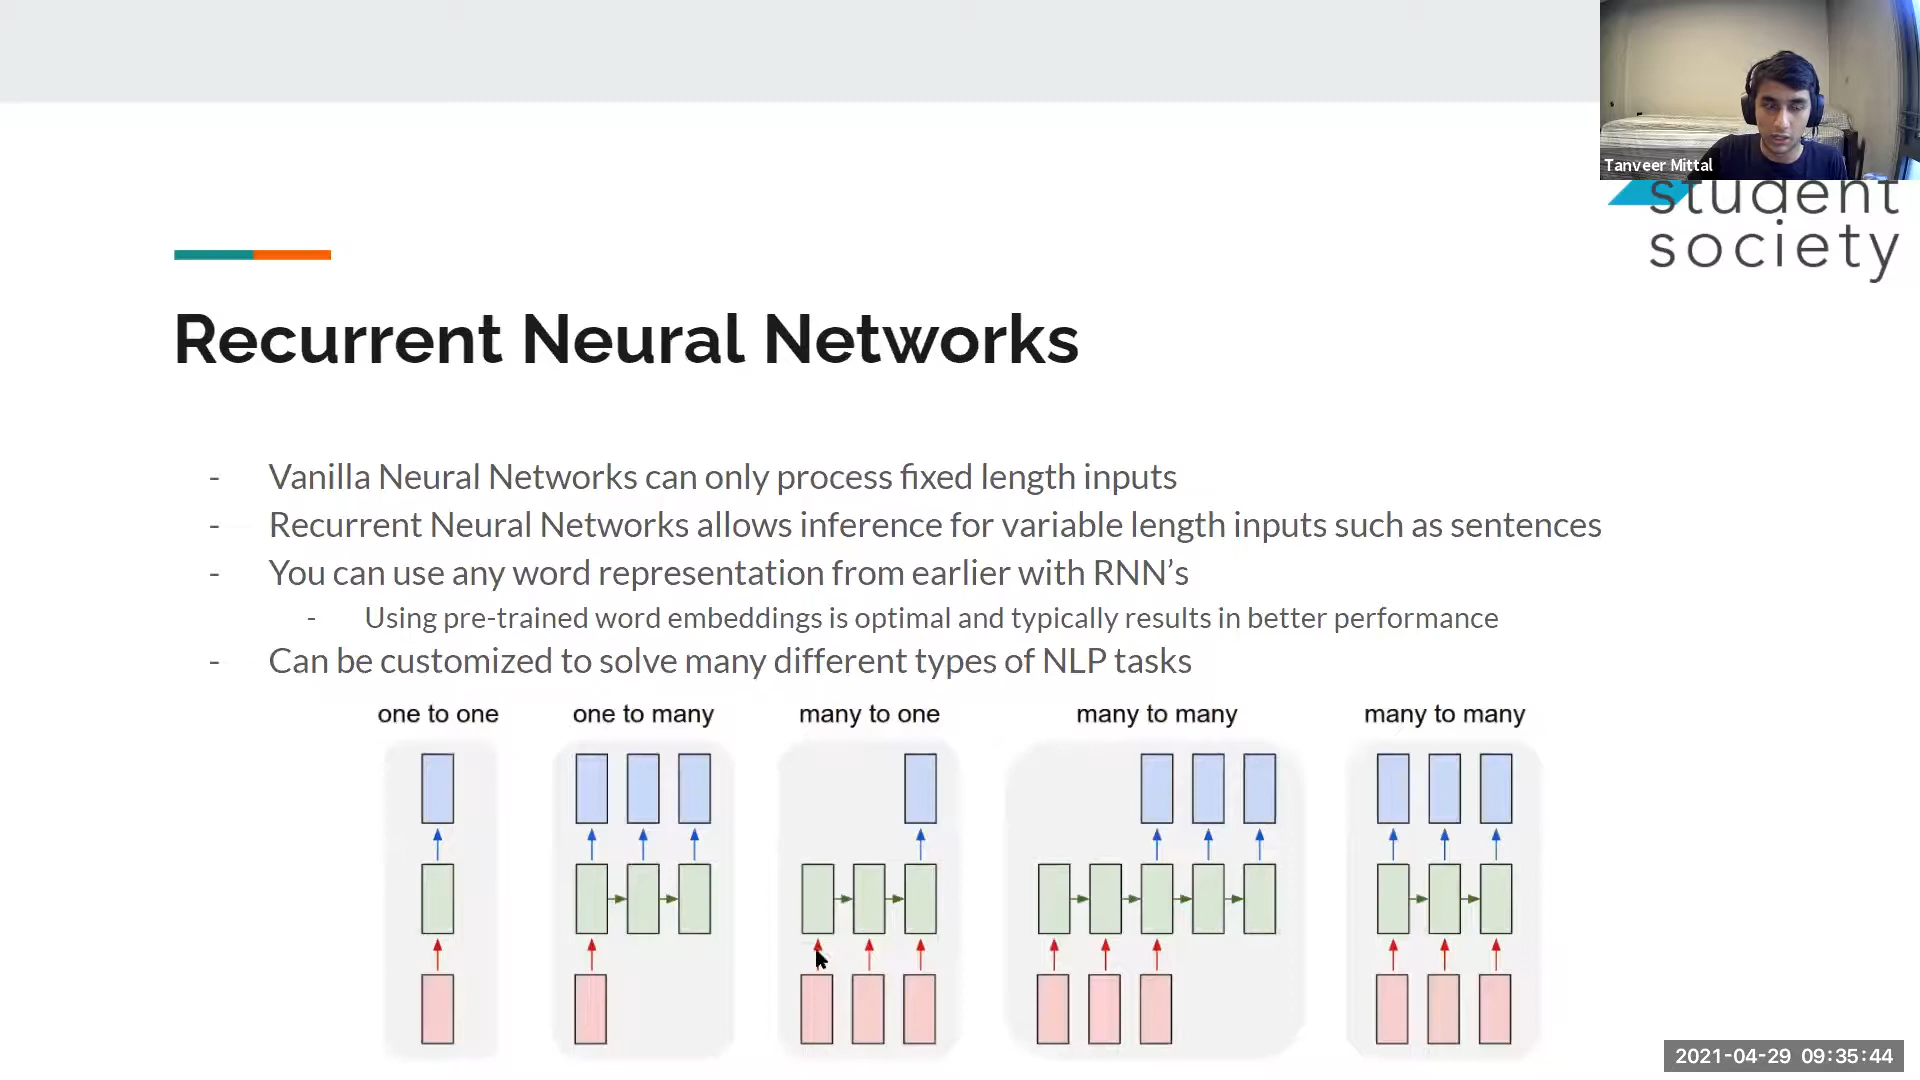 Tanveer Mittal
student
society
Recurrent Neural Networks
- Vanilla Neural Networks can only process fixed length inputs
- Recurrent Neural Networks allows inference for variable length inputs such as sentences
- You can use any word representation from earlier with RNN’s
- Using pre-trained word embeddings is optimal and typically results in better performance
- Can be customized to solve many different types of NLP tasks
one to one one to many many to one many to many many to many
2021-04-29 09:35:44